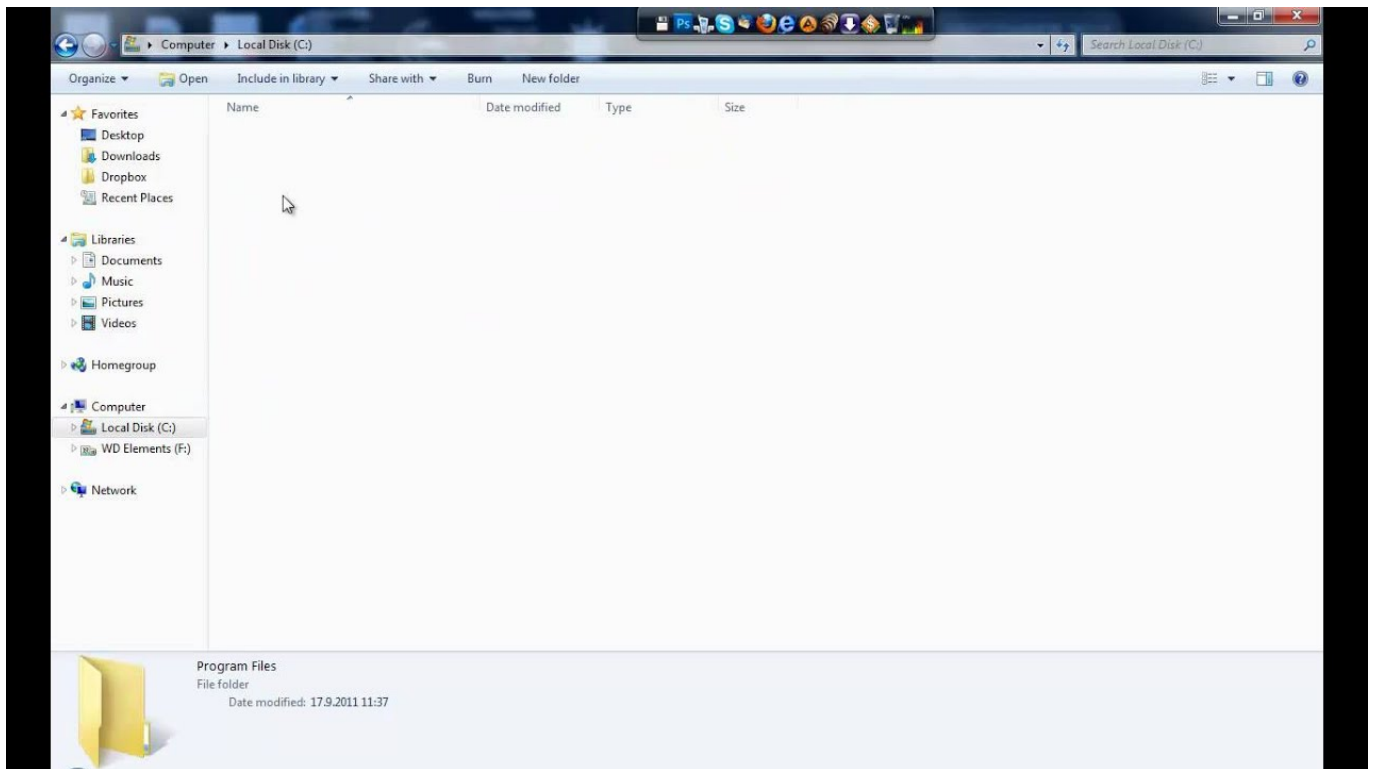 Computer Local Disk (C:)
Search Local Disk (C:)
Organize Open Include in library Share with Burn New folder
Name Date modified Type Size
Favorites
Desktop
Downloads
Dropbox
Recent Places
Libraries
Documents
Music
Pictures
Videos
Homegroup
Computer
Local Disk (C:)
WD Elements (F:)
Network
Program Files
File folder
Date modified: 17.9.2011 11:37